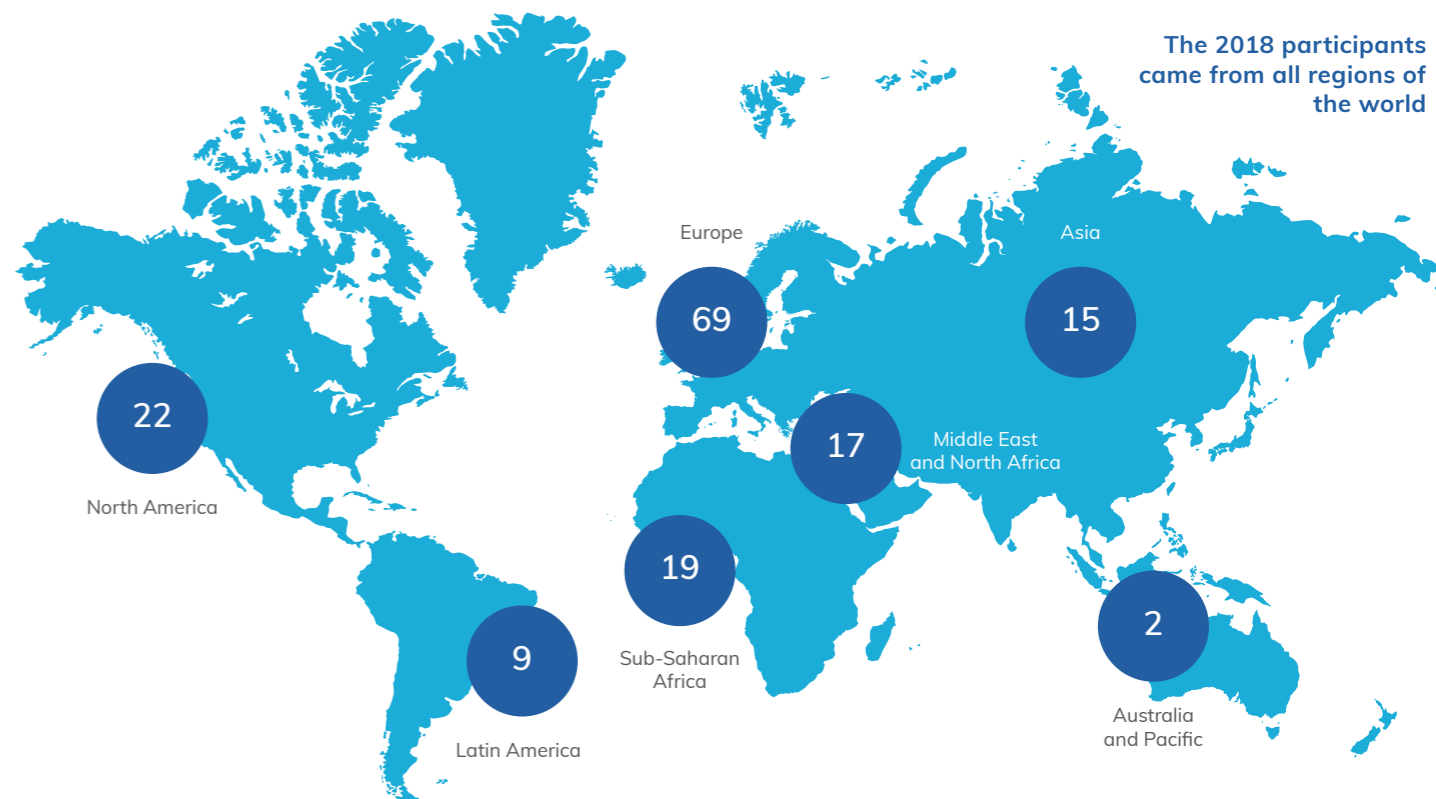 The 2018 participants
came from all regions of
the world
Europe
69
Asia
15
22
North America
17
Middle East
and North Africa
19
Sub-Saharan
Africa
9
Latin America
2
Australia
and Pacific